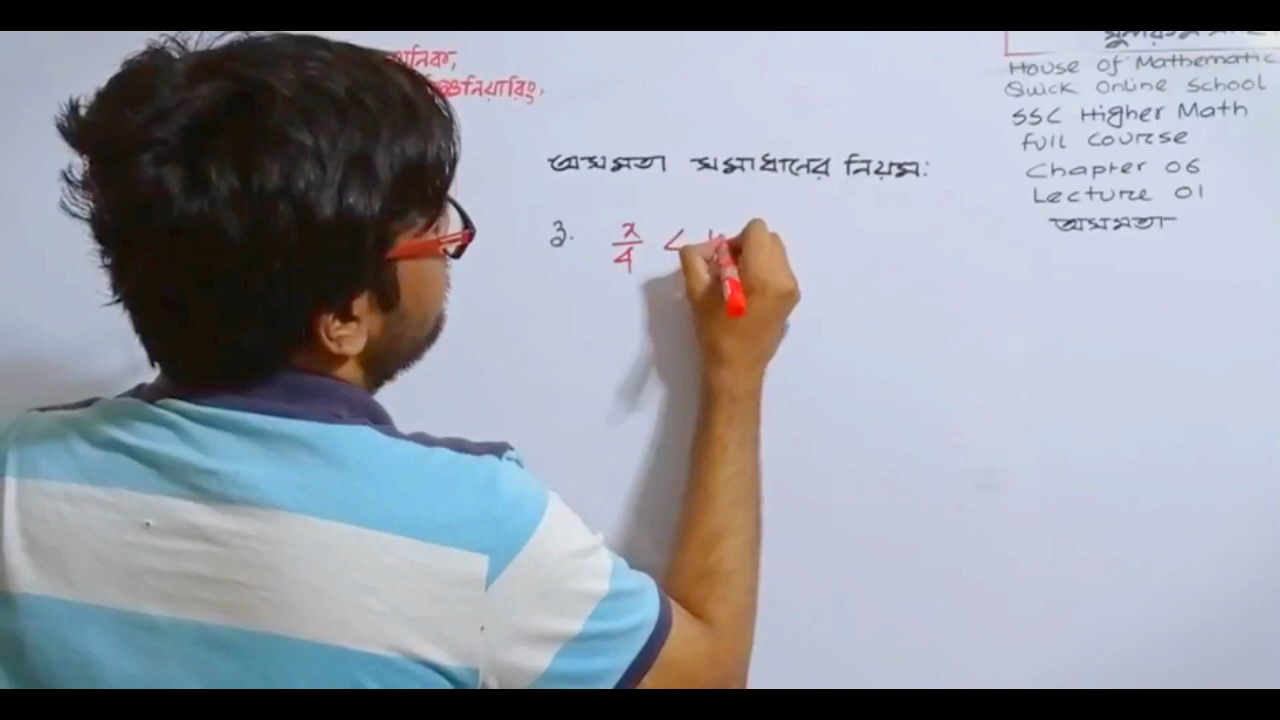 ঞ্জিনিয়ারিং,
House of Mathematic
Quick Online School
SSC Higher Math
Full Course
Chapter 06
Lecture 01
অসমতা
অসমতা সমাধানের নিয়ম:
১. x/4 <